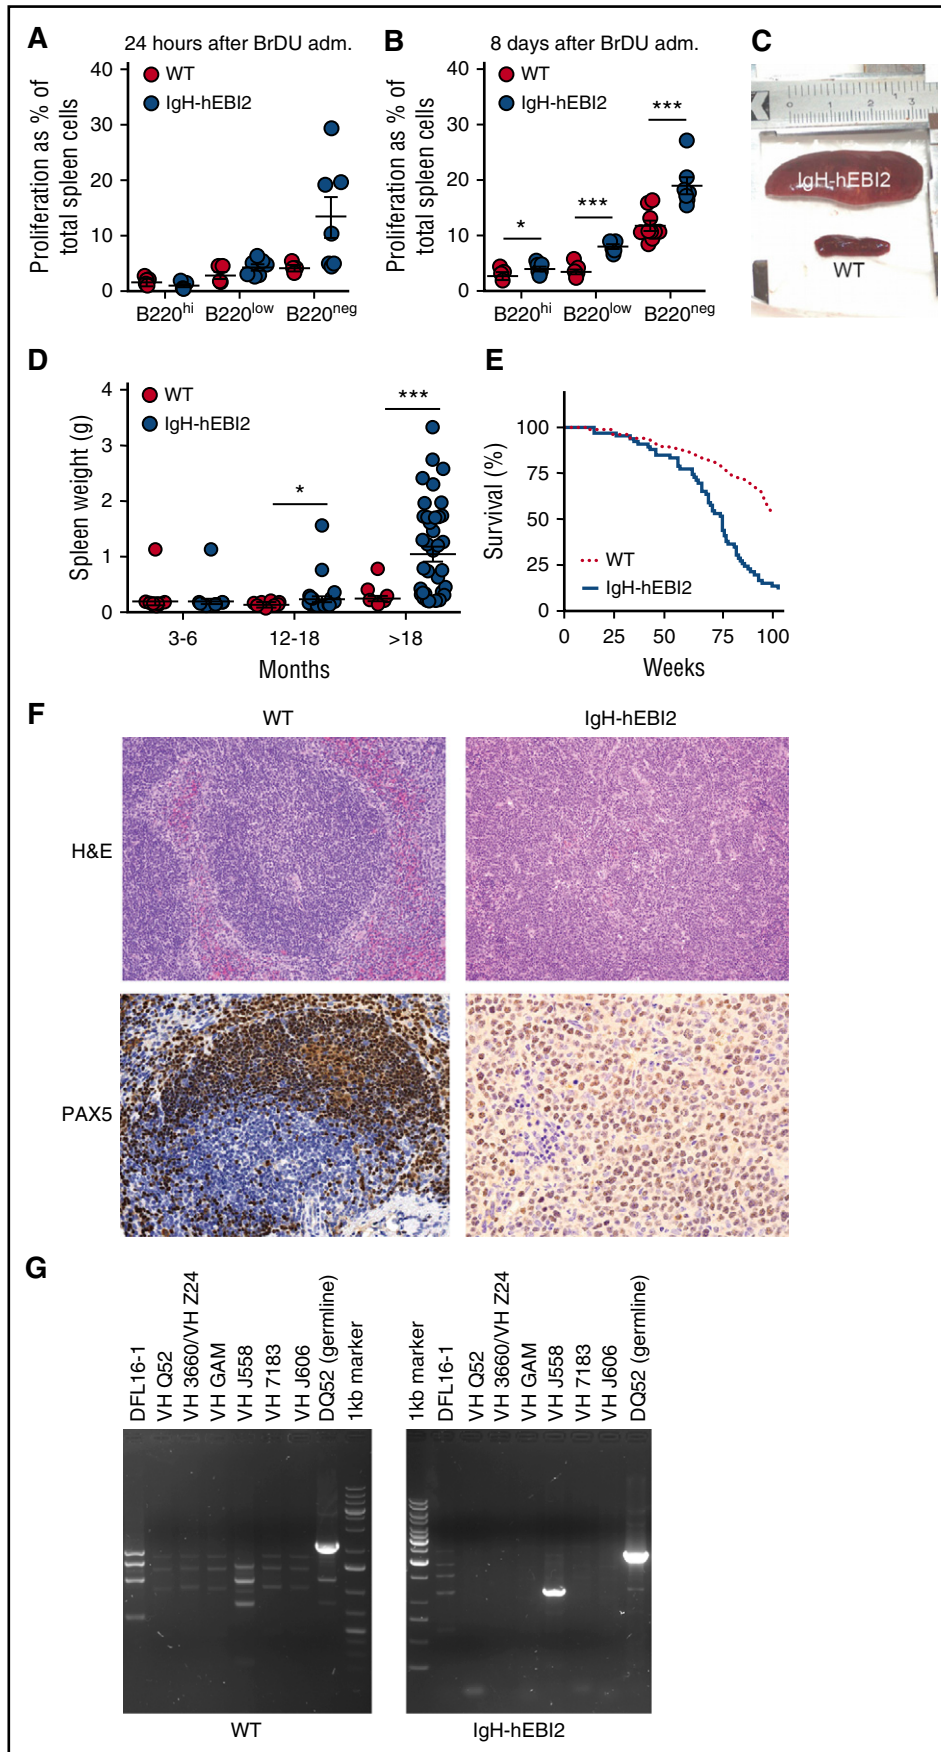 A
24 hours after BrDU adm.
Proliferation as % of
total spleen cells
40
30
20
10
0
WT
IgH-hEBI2
B220hi
B220low
B220neg
B
8 days after BrDU adm.
Proliferation as % of
total spleen cells
40
30
20
10
0
WT
IgH-hEBI2
*
***
***
B220hi
B220low
B220neg
C
0
1
2
3
IgH-hEBI2
WT
D
Spleen weight (g)
4
3
2
1
0
WT
IgH-hEBI2
*
***
3-6
12-18
>18
Months
E
Survival (%)
100
75
50
25
0
WT
IgH-hEBI2
0
25
50
75
100
Weeks
F
WT
IgH-hEBI2
H&E
PAX5
G
DFL16-1
VH Q52
VH 3660/VH Z24
VH GAM
VH J558
VH 7183
VH J606
DQ52 (germline)
1kb marker
1kb marker
DFL16-1
VH Q52
VH 3660/VH Z24
VH GAM
VH J558
VH 7183
VH J606
DQ52 (germline)
WT
IgH-hEBI2